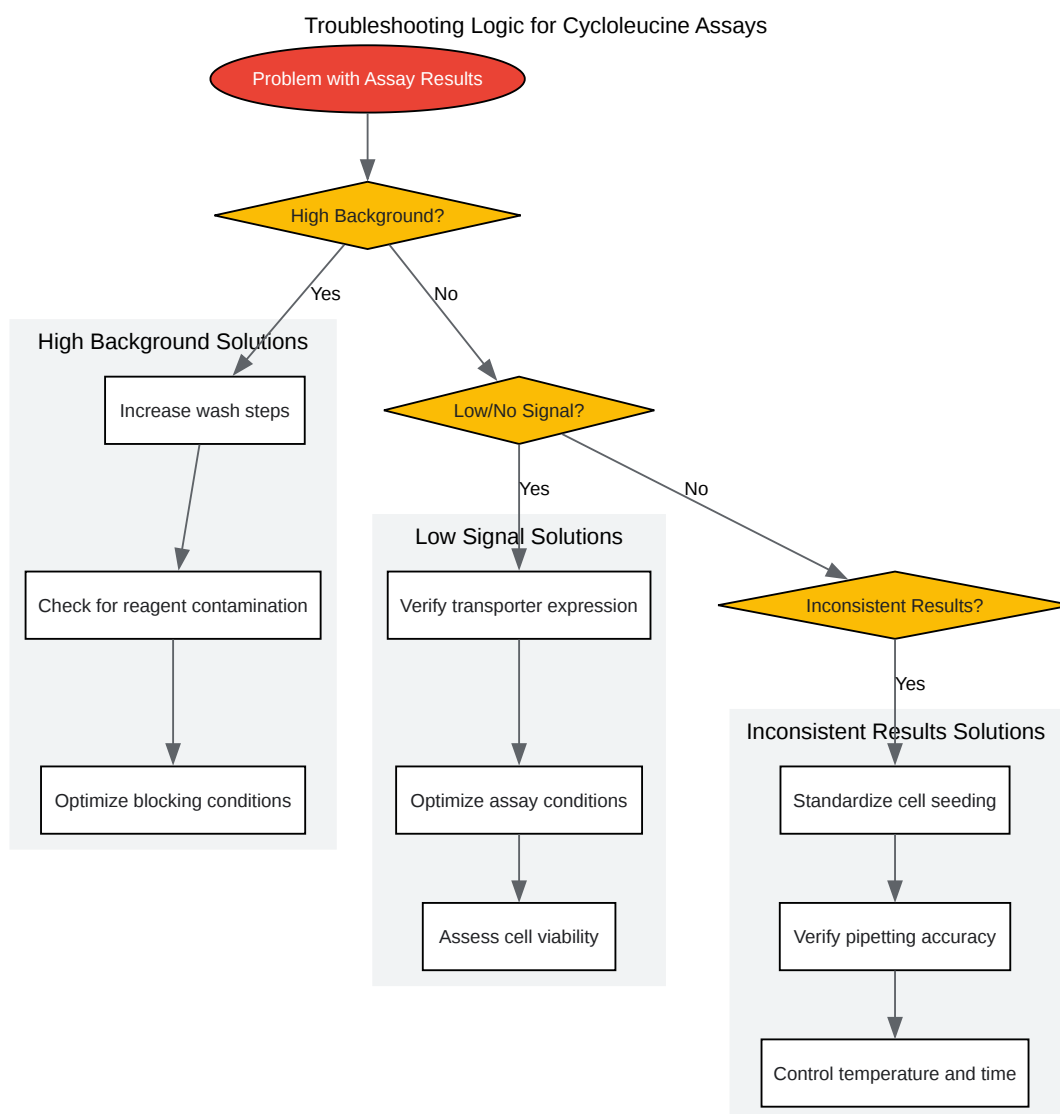 Troubleshooting Logic for Cycloleucine Assays
Problem with Assay Results
High Background?
Yes
No
High Background Solutions
Increase wash steps
Check for reagent contamination
Optimize blocking conditions
Low/No Signal?
Yes
No
Low Signal Solutions
Verify transporter expression
Optimize assay conditions
Assess cell viability
Inconsistent Results?
Yes
Inconsistent Results Solutions
Standardize cell seeding
Verify pipetting accuracy
Control temperature and time